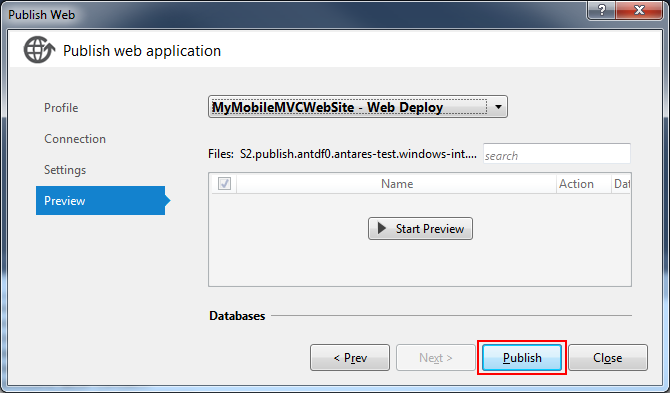 Publish Web
?
Publish web application
Profile
Connection
Settings
Preview
MyMobileMVCWebSite - Web Deploy
Files: S2.publish.antdf0.antares-test.windows-int....
search
Name Action Dat
Start Preview
Databases
< Prev Next > Publish Close